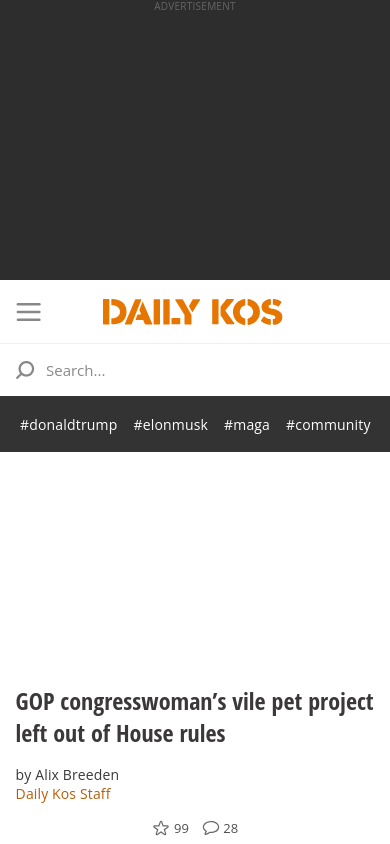 ADVERTISEMENT
DAILY KOS
Search...
#donaldtrump #elonmusk #maga #community
GOP congresswoman’s vile pet project
left out of House rules
by Alix Breeden
Daily Kos Staff
99 28